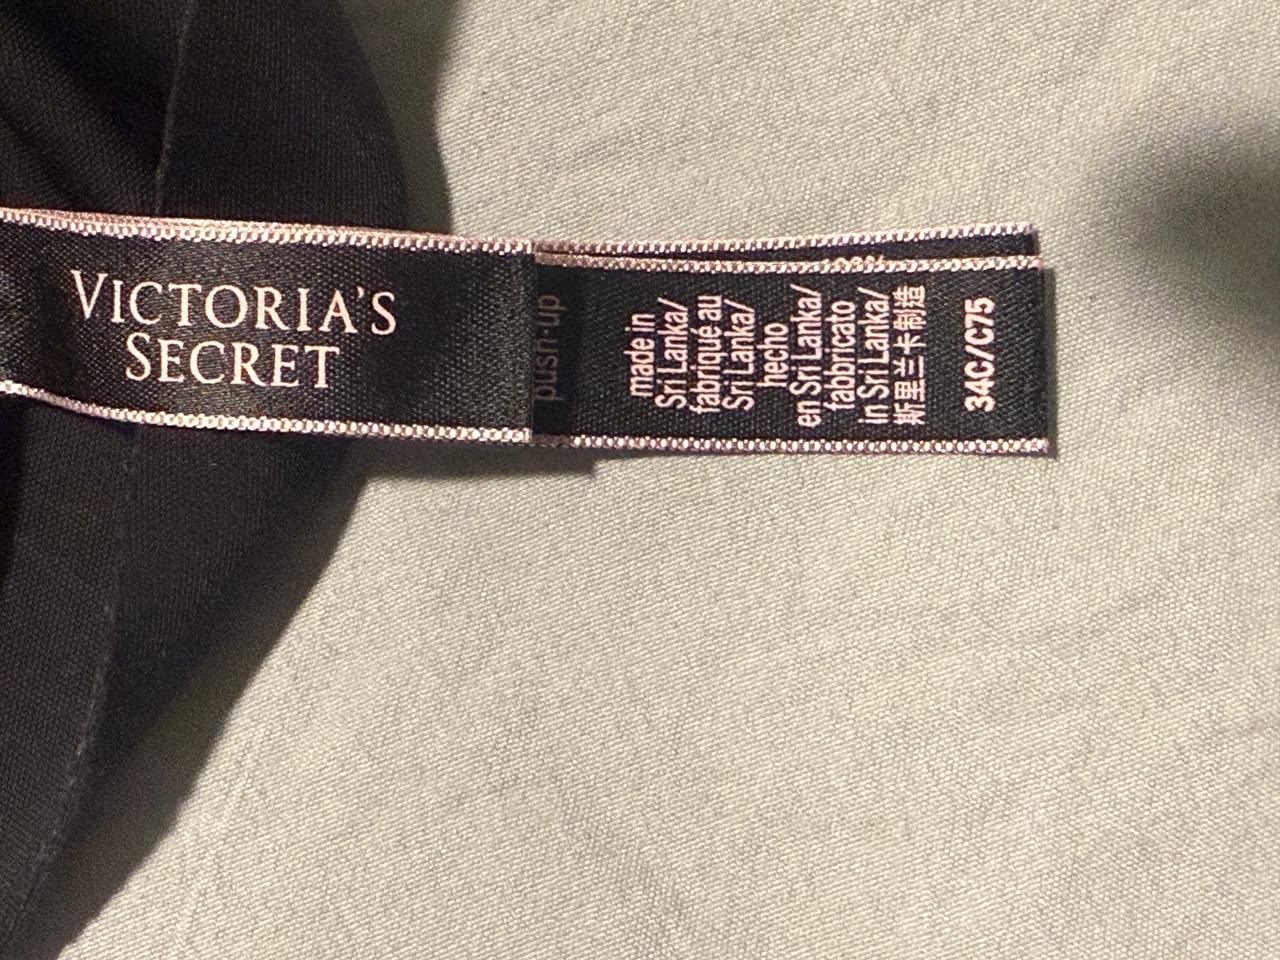 VICTORIA'S
SECRET
push-up
made in
Sri Lanka/
fabriqué au
Sri Lanka/
hecho
en Sri Lanka/
fabbricato
in Sri Lanka/
斯里兰卡制造
34C/C75